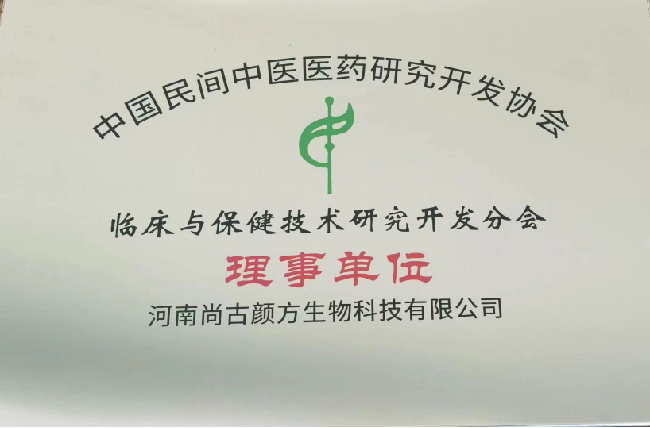 中国民间中医医药研究开发协会
临床与保健技术研究开发分会
理事单位
河南尚古颜方生物科技有限公司